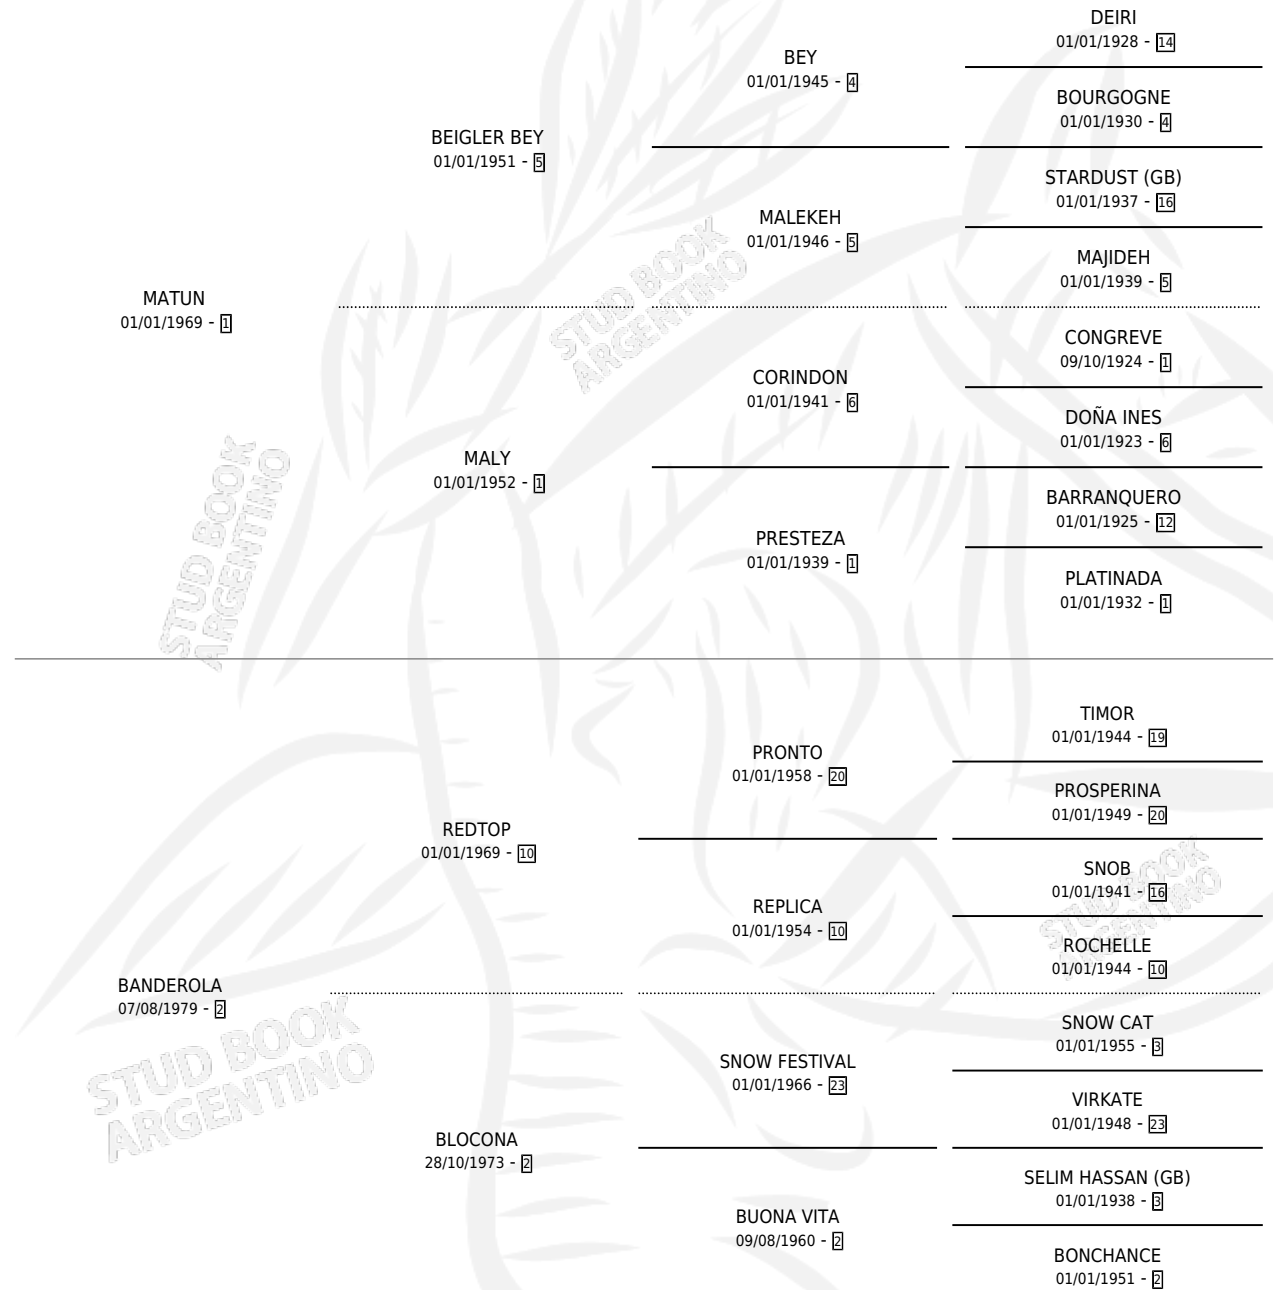 DEIRI
01/01/1928 - 14
BEY
01/01/1945 - 4
BOURGOGNE
01/01/1930 - 4
BEIGLER BEY
01/01/1951 - 5
STARDUST (GB)
01/01/1937 - 16
MALEKEH
01/01/1946 - 5
MAJIDEH
01/01/1939 - 5
MATUN
01/01/1969 - 1
CONGREVE
09/10/1924 - 1
CORINDON
01/01/1941 - 6
DOÑA INES
01/01/1923 - 6
MALY
01/01/1952 - 1
BARRANQUERO
01/01/1925 - 12
PRESTEZA
01/01/1939 - 1
PLATINADA
01/01/1932 - 1
STUD BOOK
ARGENTINO
STUD BOOK
ARGENTINO
TIMOR
01/01/1944 - 19
PRONTO
01/01/1958 - 20
PROSPERINA
01/01/1949 - 20
REDTOP
01/01/1969 - 10
SNOB
01/01/1941 - 16
REPLICA
01/01/1954 - 10
ROCHELLE
01/01/1944 - 10
BANDEROLA
07/08/1979 - 2
SNOW CAT
01/01/1955 - 3
SNOW FESTIVAL
01/01/1966 - 23
VIRKATE
01/01/1948 - 23
BLOCONA
28/10/1973 - 2
SELIM HASSAN (GB)
01/01/1938 - 3
BUONA VITA
09/08/1960 - 2
BONCHANCE
01/01/1951 - 2
STUD BOOK
ARGENTINO
STUD BOOK
ARGENTINO